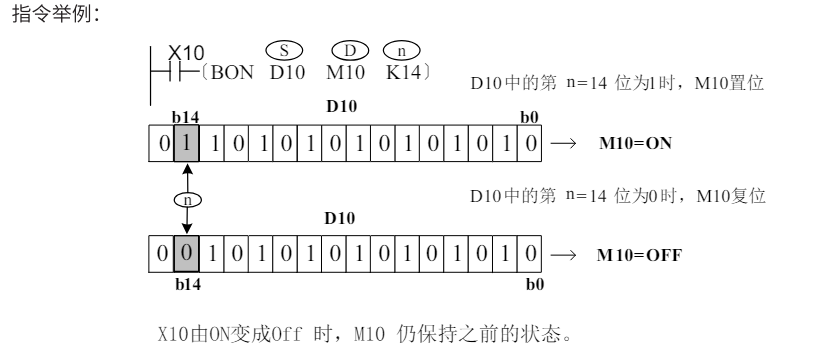 指令举例：
X10
S D n
〔BON D10 M10 K14〕
D10中的第 n=14 位为1时，M10置位
D10
b14 b0
0 1 1 0 1 0 1 0 1 0 1 0 1 0 1 0
M10=ON
n
D10中的第 n=14 位为0时，M10复位
D10
0 0 1 0 1 0 1 0 1 0 1 0 1 0 1 0
M10=OFF
b14 b0
X10由ON变成Off 时，M10 仍保持之前的状态。